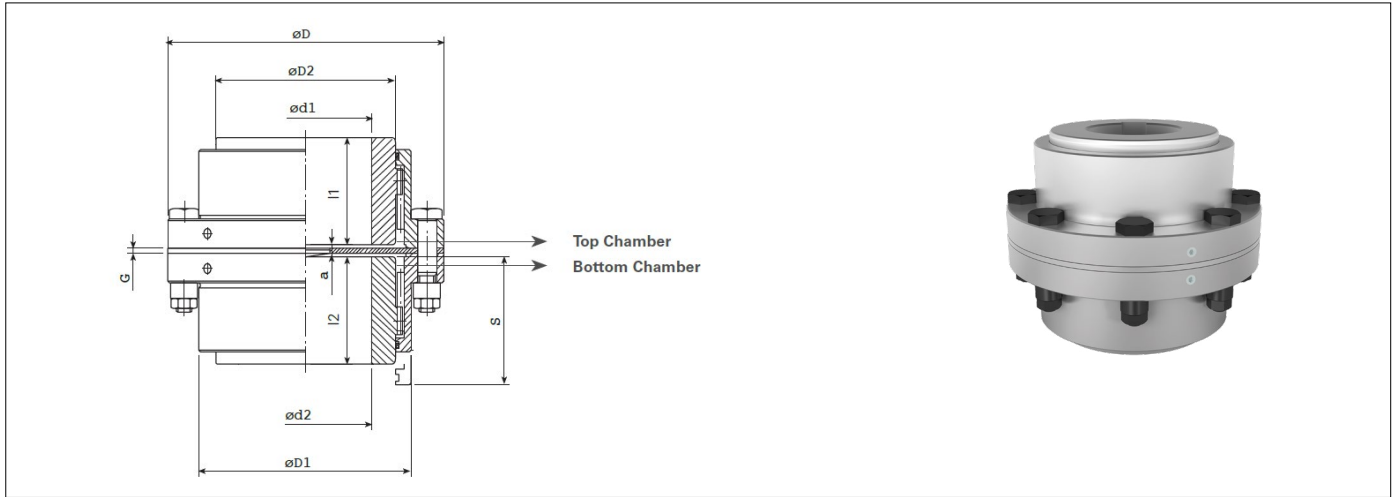 øD
øD2
ød1
l1
Top Chamber
Bottom Chamber
G
a
S
l2
ød2
øD1